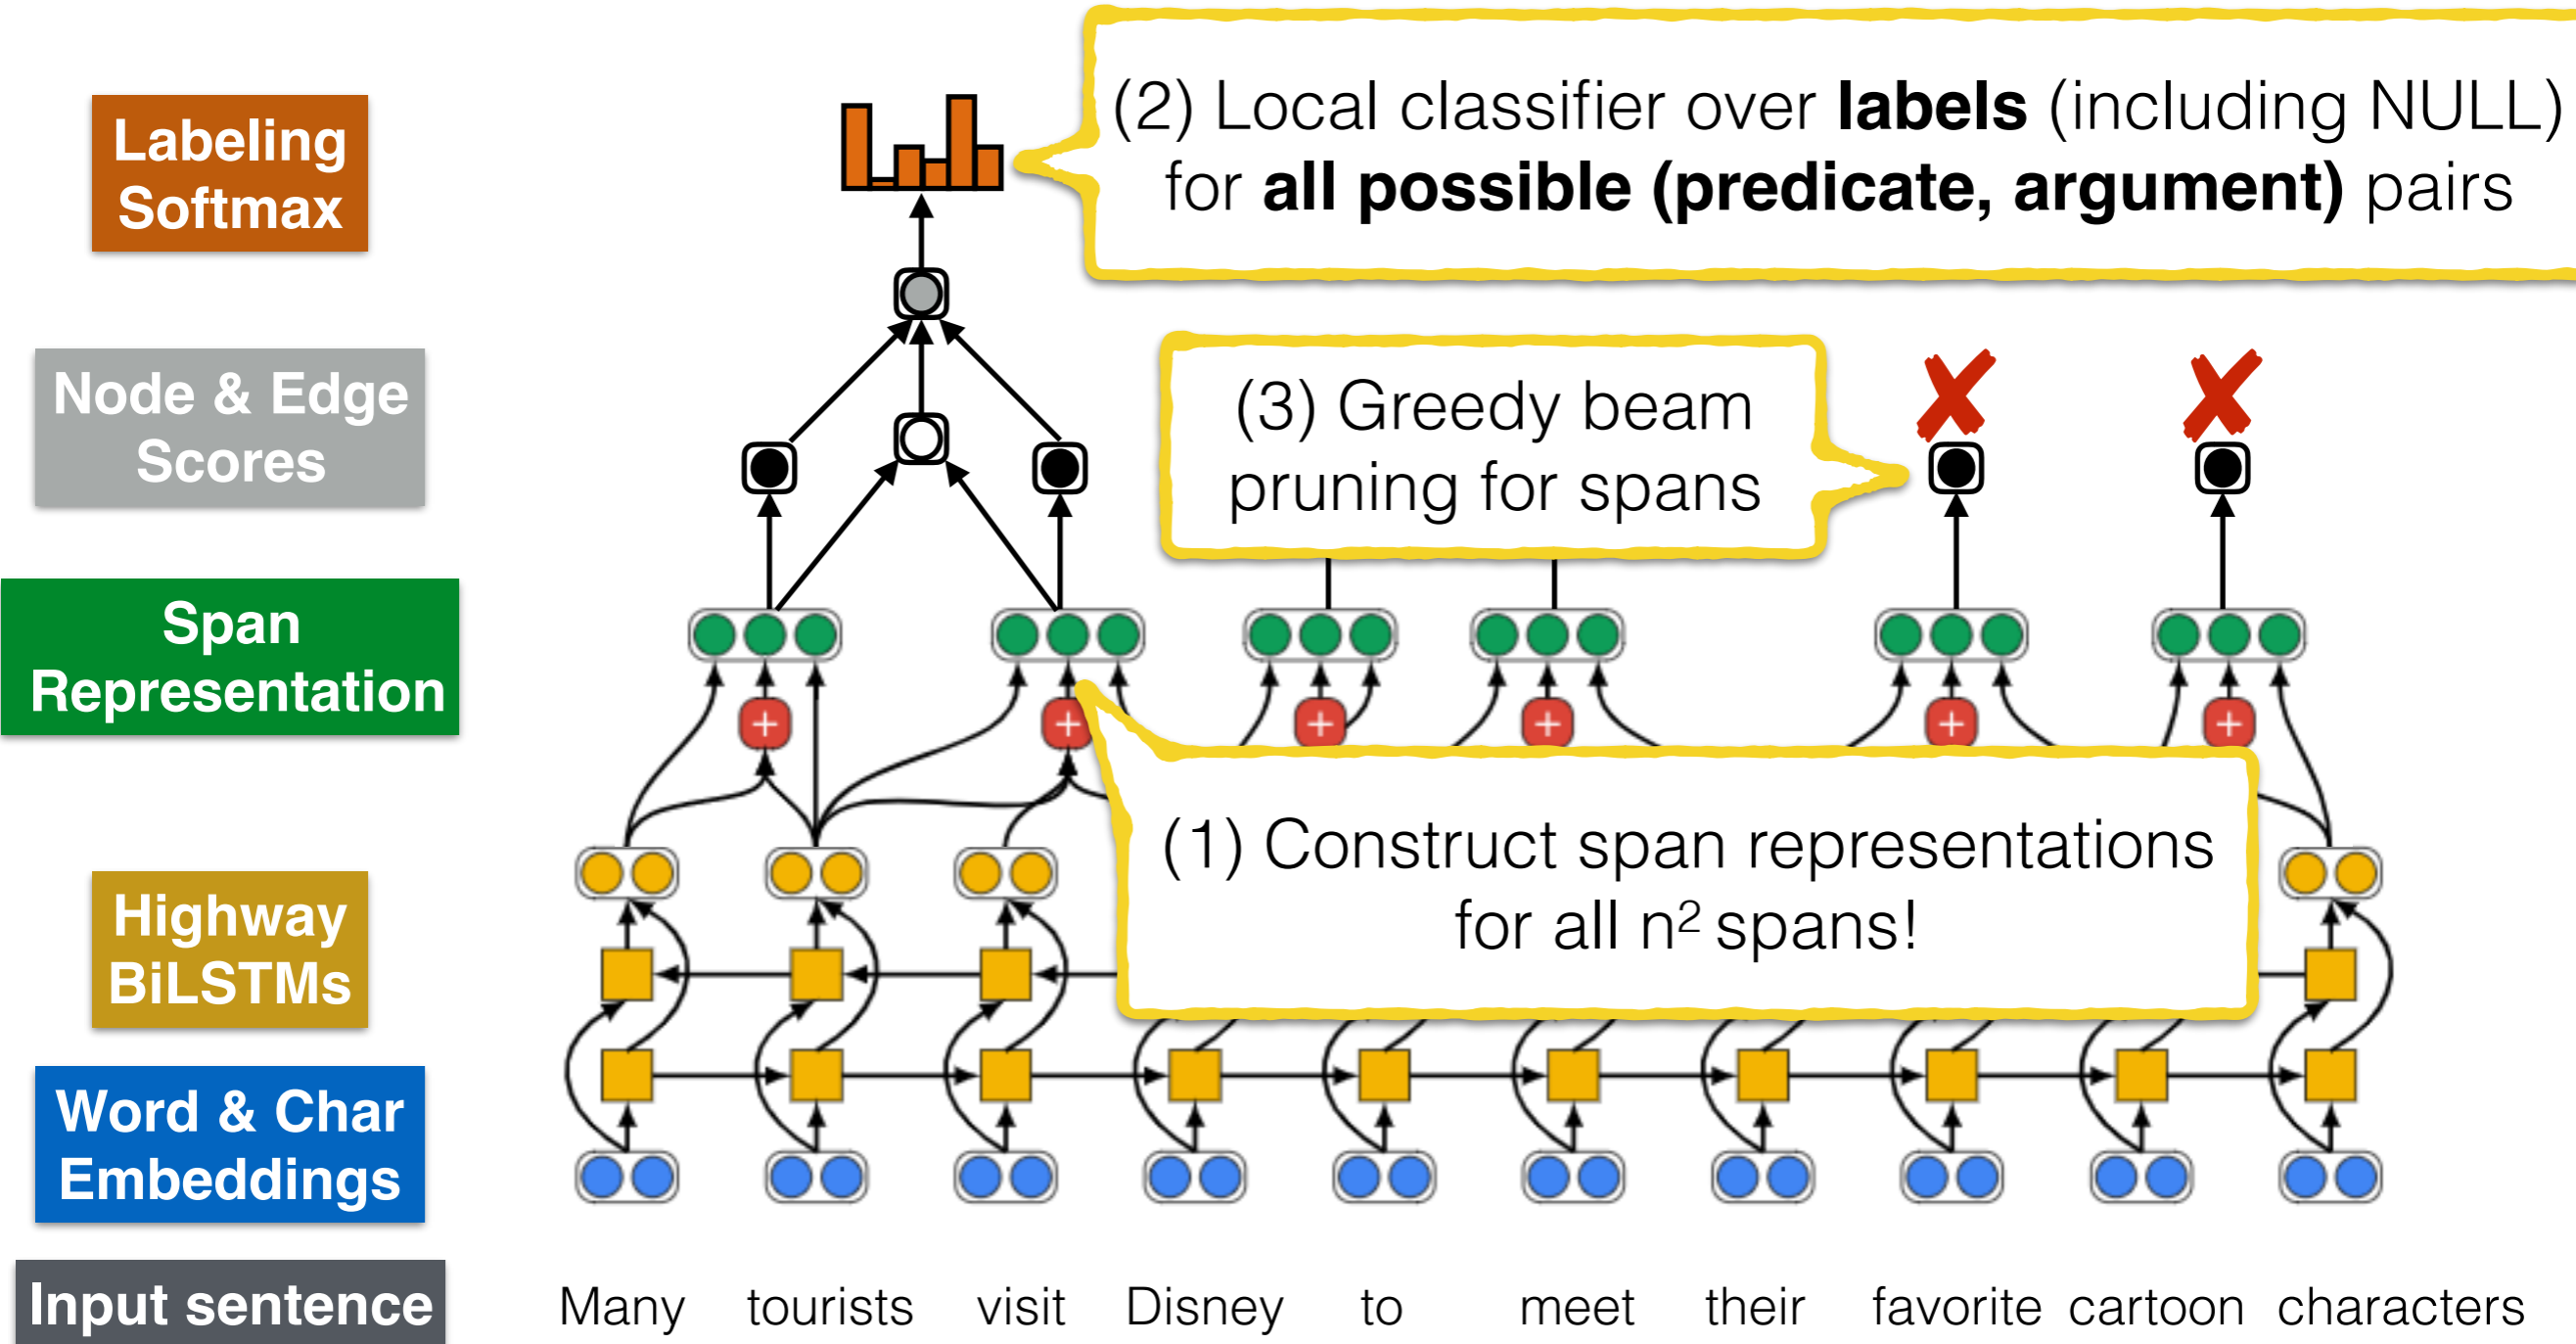 Labeling
Softmax
(2) Local classifier over labels (including NULL)
for all possible (predicate, argument) pairs
Node & Edge
Scores
(3) Greedy beam
pruning for spans
Span
Representation
+ + + + + +
(1) Construct span representations
for all n² spans!
Highway
BiLSTMs
Word & Char
Embeddings
Input sentence
Many tourists visit Disney to meet their favorite cartoon characters